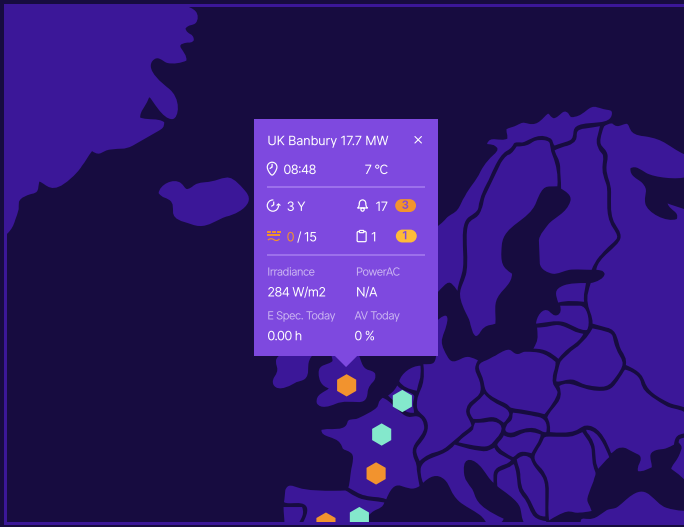 UK Banbury 17.7 MW ×
08:48 7 °C
3 Y 17 3
0 / 15 1 1
Irradiance PowerAC
284 W/m2 N/A
E Spec. Today AV Today
0.00 h 0 %